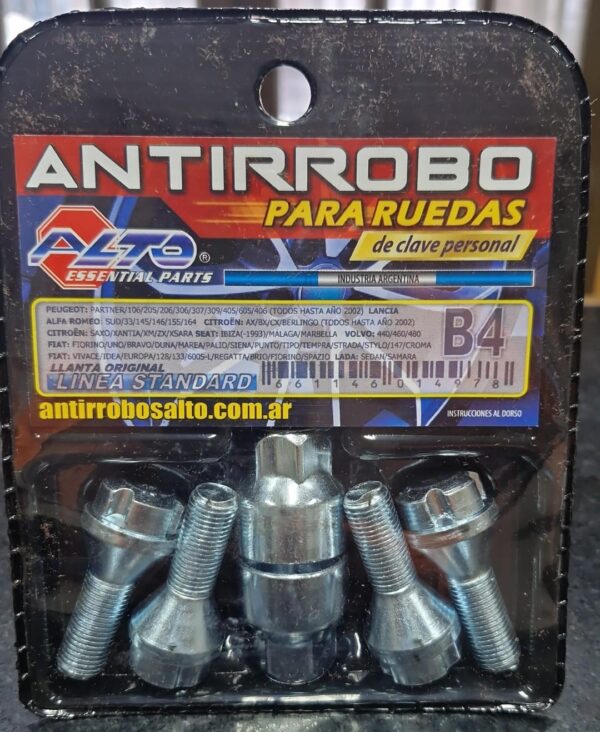 ANTIRROBO
PARA RUEDAS
de clave personal
ALTO ®
ESSENTIAL PARTS
INDUSTRIA ARGENTINA
PEUGEOT: PARTNER/106/205/206/306/307/309/405/605/406 (TODOS HASTA AÑO 2002) LANCIA
ALFA ROMEO: SUD/33/145/146/155/164 CITROËN: AX/BX/CX/BERLINGO (TODOS HASTA AÑO 2002)
CITROËN: SAXO/XANTIA/XM/ZX/XSARA SEAT: IBIZA(-1993)/MALAGA/MARBELLA VOLVO: 440/460/480
FIAT: FIORINO/UNO/BRAVO/DUNA/MAREA/PALIO/SIENA/PUNTO/TIPO/TEMPRA/STRADA/STYLO/147/CROMA
FIAT: VIVACE/IDEA/EUROPA/128/133/600S-L/REGATTA/BRIO/FIORINO/SPAZIO LADA: SEDAN/SAMARA
B4
LLANTA ORIGINAL
LINEA STANDARD
661146014978
antirrobosalto.com.ar
INSTRUCCIONES AL DORSO